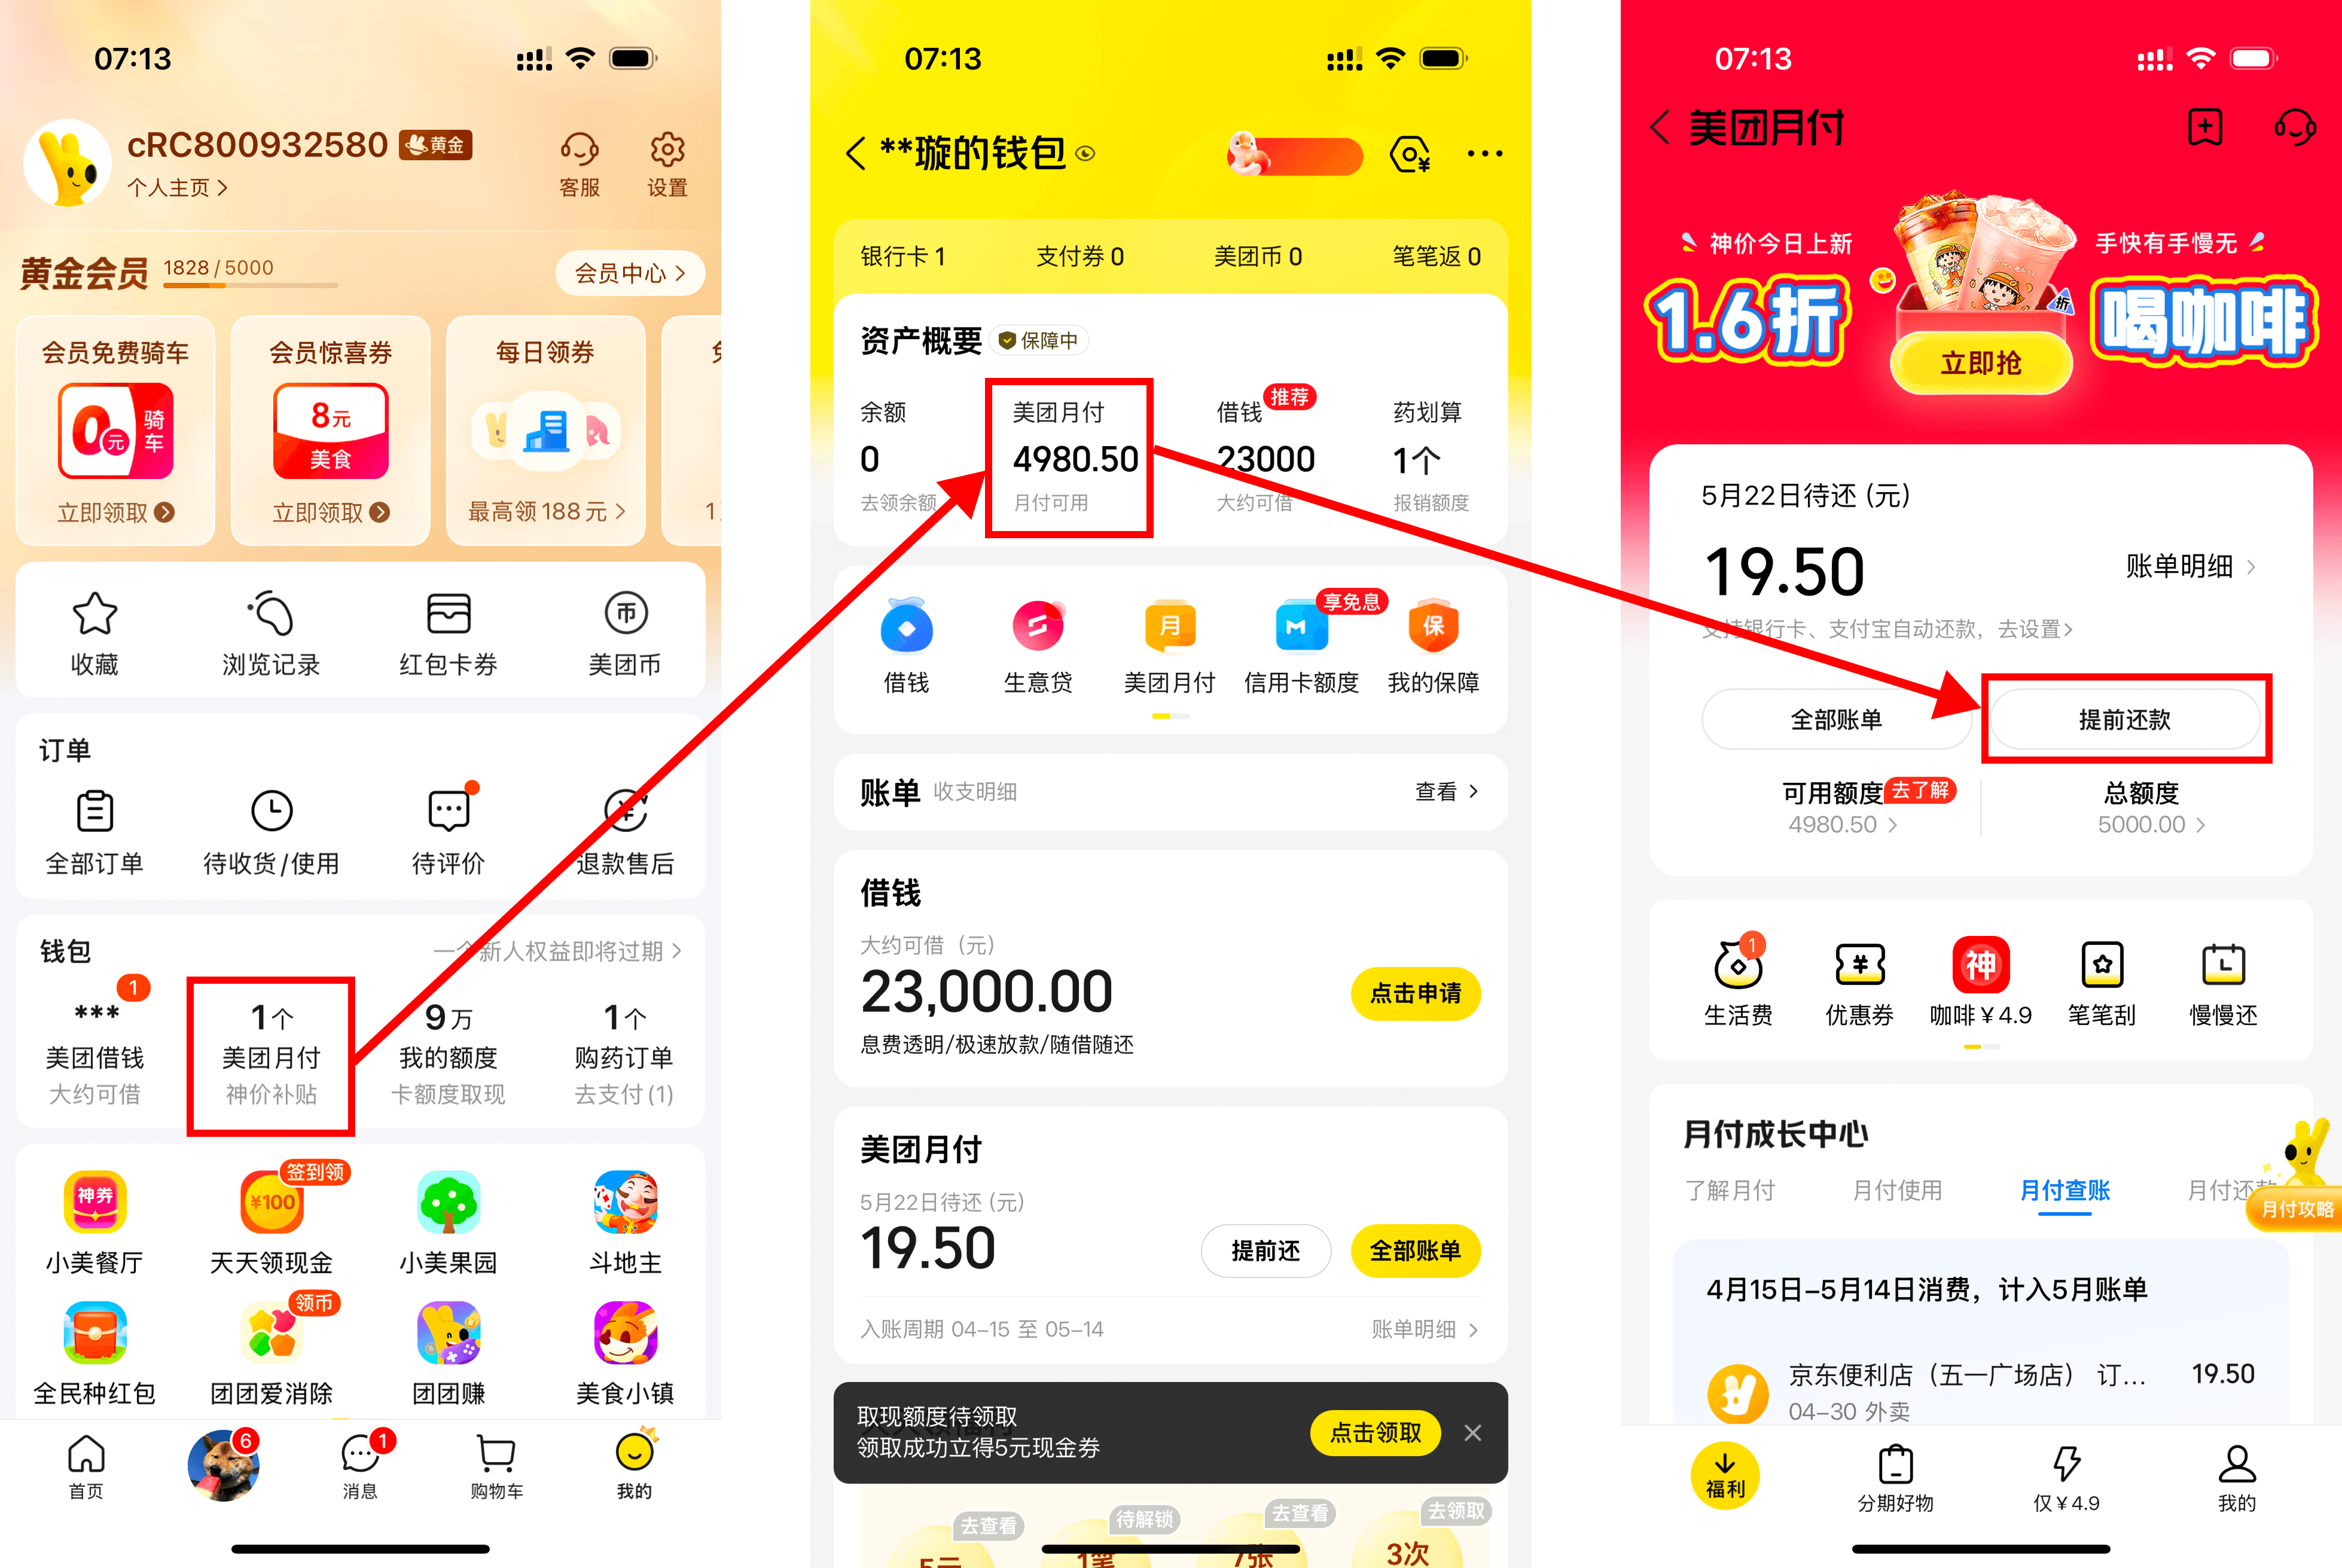 07:13
cRC800932580 黄金
个人主页
客服
设置
黄金会员 1828/5000
会员中心
会员免费骑车
0元
骑车
立即领取
会员惊喜券
8元
美食
立即领取
每日领券
最高领188元
收藏
浏览记录
红包卡券
币
美团币
订单
全部订单
待收货/使用
待评价
退款售后
钱包
一个新人权益即将过期
***
1
美团借钱
大约可借
1个
美团月付
神价补贴
9万
我的额度
卡额度取现
1个
购药订单
去支付(1)
神券
小美餐厅
签到领
¥100
天天领现金
小美果园
斗地主
全民种红包
领币
团团爱消除
团团赚
美食小镇
首页
6
1
消息
购物车
我的
07:13
**璇的钱包
银行卡 1
支付券 0
美团币 0
笔笔返 0
资产概要
保障中
余额
0
去领余额
美团月付
4980.50
月付可用
借钱
推荐
23000
大约可借
药划算
1个
报销额度
借钱
生意贷
月
美团月付
享免息
信用卡额度
保
我的保障
账单 收支明细
查看
借钱
大约可借（元）
23,000.00
点击申请
息费透明/极速放款/随借随还
美团月付
5月22日待还 (元)
19.50
提前还
全部账单
入账周期 04-15 至 05-14
账单明细
取现额度待领取
领取成功立得5元现金券
点击领取
去查看
待解锁
去查看
去领取
5元
1笔
7张
3次
07:13
美团月付
神价今日上新
手快有手慢无
1.6折
折
喝咖啡
立即抢
5月22日待还 (元)
19.50
账单明细
支持银行卡、支付宝自动还款，去设置
全部账单
提前还款
可用额度
去了解
4980.50
总额度
5000.00
1
生活费
优惠券
神
咖啡¥4.9
笔笔刮
慢慢还
月付成长中心
了解月付
月付使用
月付查账
月付还款
月付攻略
4月15日-5月14日消费，计入5月账单
京东便利店（五一广场店） 订...
19.50
04-30 外卖
福利
分期好物
仅¥4.9
我的